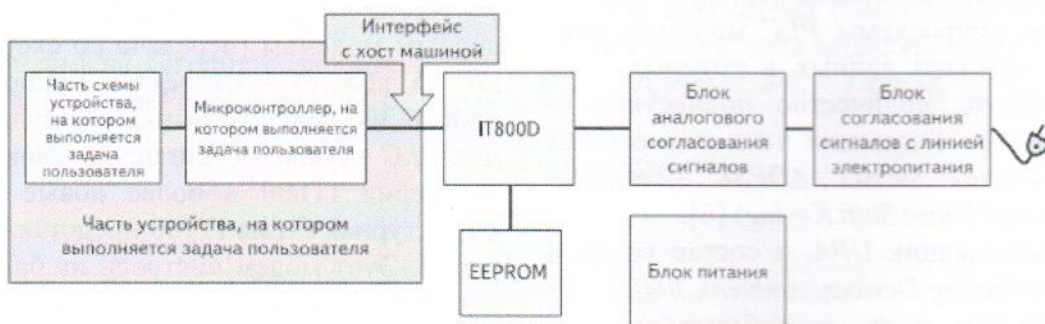 Интерфейс
с хост машиной
Часть схемы
устройства,
на котором
выполняется
задача
пользователя
Микроконтроллер, на
котором выполняется
задача пользователя
IT800D
Блок
аналогового
согласования
сигналов
Блок
согласования
сигналов с линией
электропитания
Часть устройства, на котором
выполняется задача пользователя
EEPROM
Блок питания